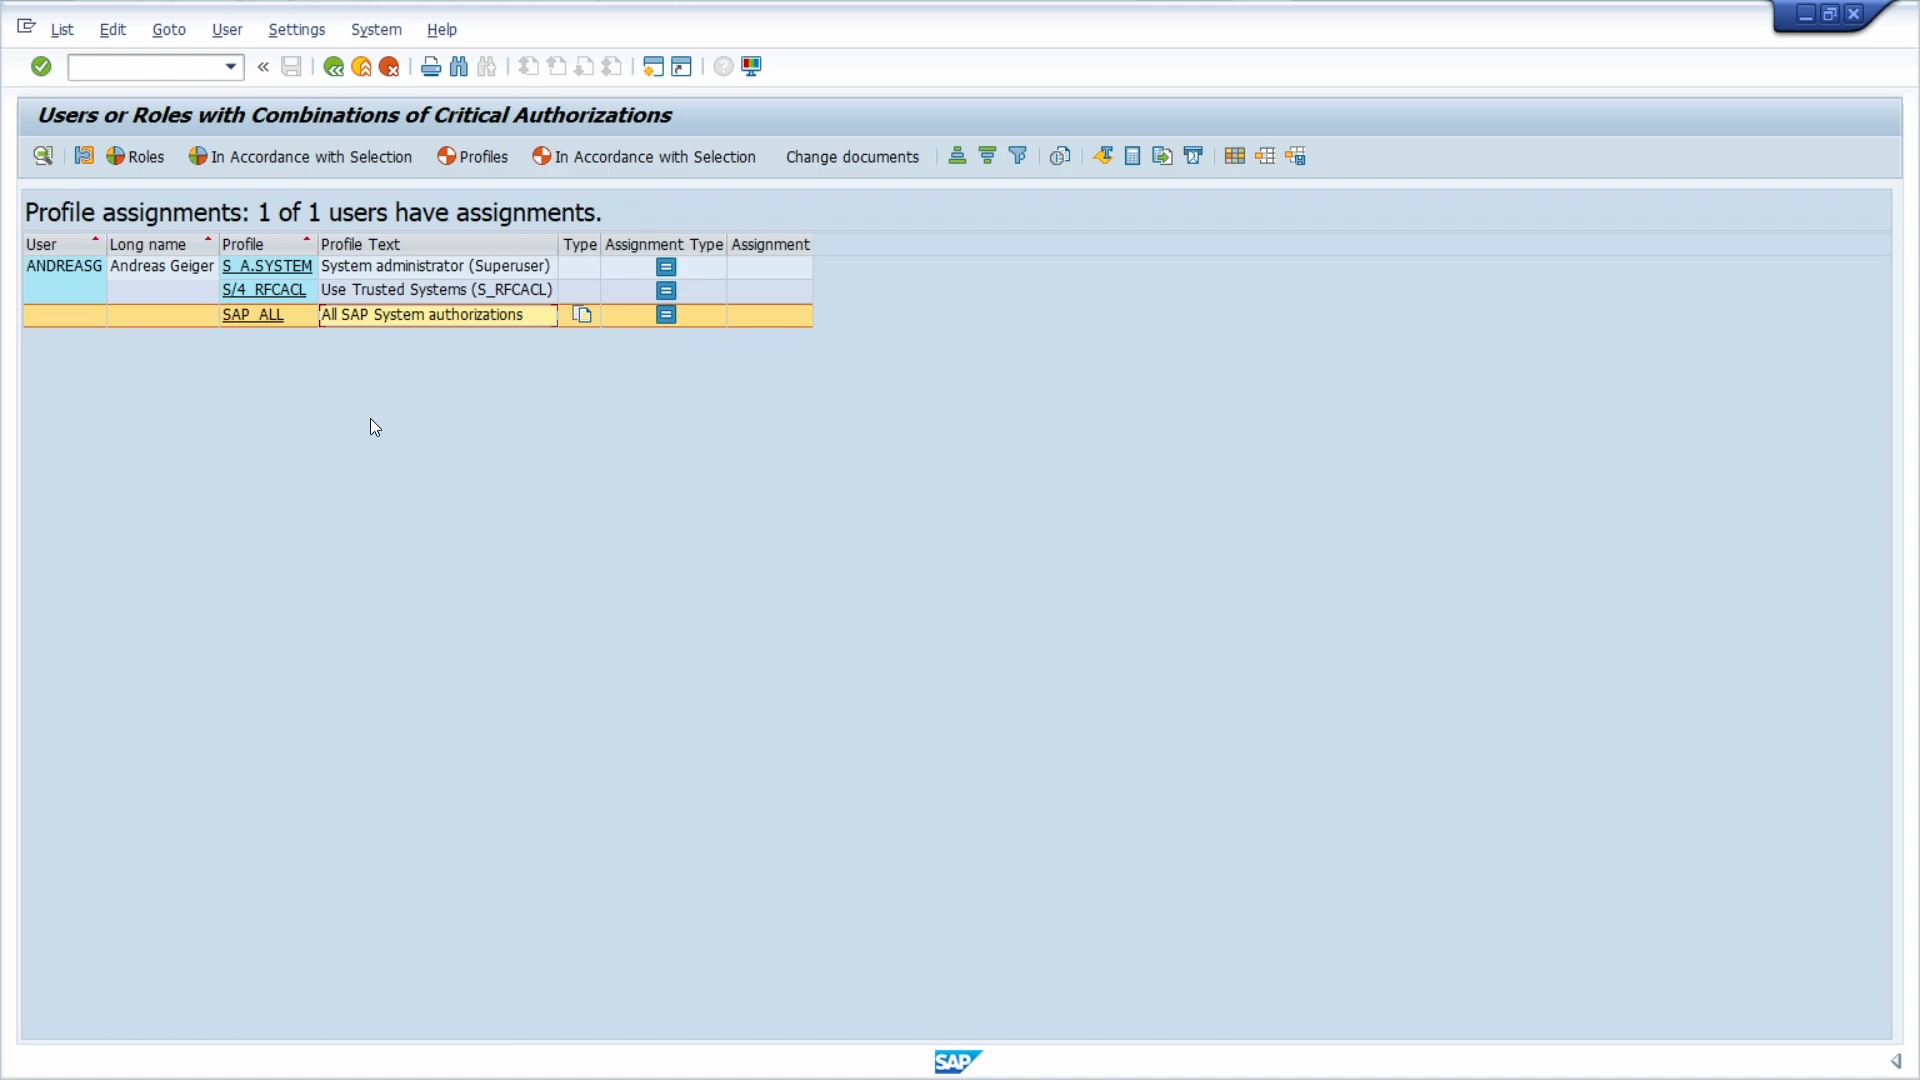 List Edit Goto User Settings System Help
Users or Roles with Combinations of Critical Authorizations
Roles In Accordance with Selection Profiles In Accordance with Selection Change documents
Profile assignments: 1 of 1 users have assignments.
User Long name Profile Profile Text Type Assignment Type Assignment
ANDREASG Andreas Geiger S_A.SYSTEM System administrator (Superuser)
S/4_RFCACL Use Trusted Systems (S_RFCACL)
SAP_ALL All SAP System authorizations
SAP